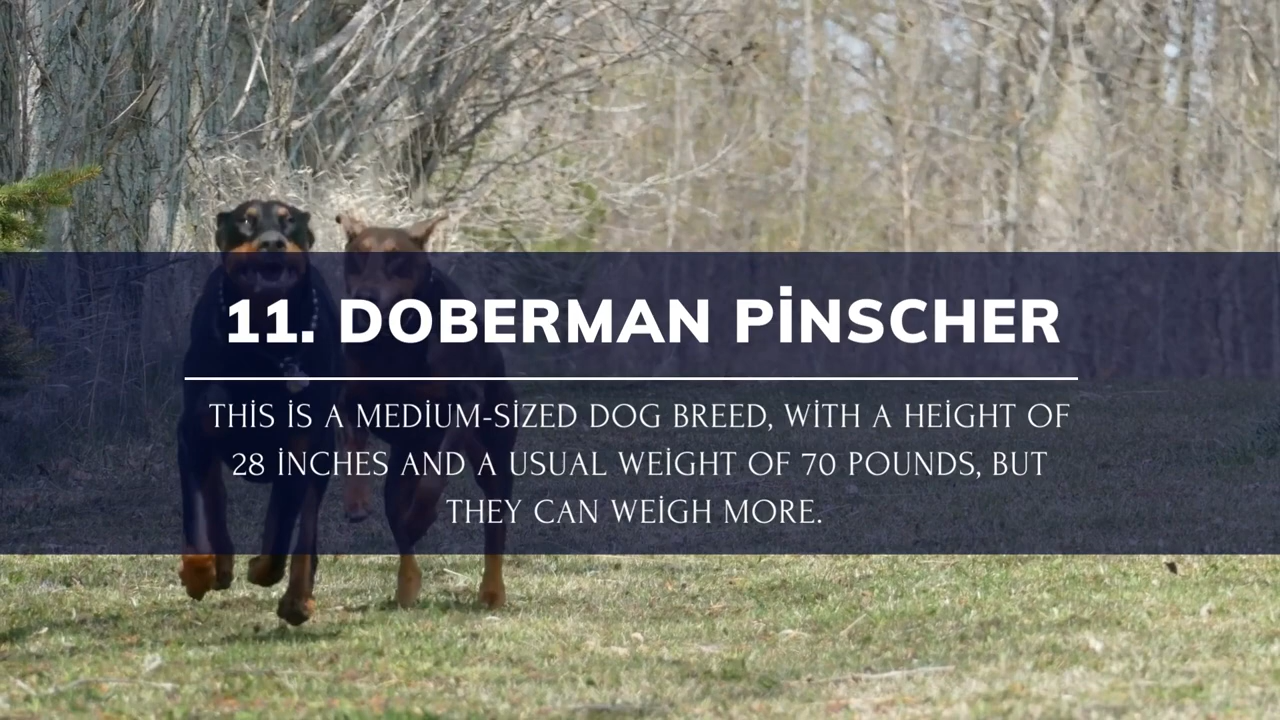 11. DOBERMAN PİNSCHER
THİS İS A MEDİUM-SİZED DOG BREED, WİTH A HEİGHT OF
28 İNCHES AND A USUAL WEİGHT OF 70 POUNDS, BUT
THEY CAN WEİGH MORE.